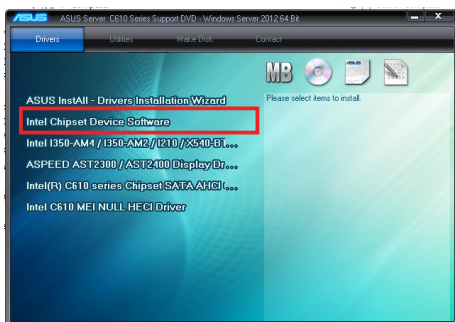 ASUS ASUS Server C610 Series Support DVD - Windows Server 2012 64 Bit
Drivers Utilities Make Disk Contact
MB
ASUS InstAll - Drivers Installation Wizard
Please select items to install.
Intel Chipset Device Software
Intel I350-AM4 / I350-AM2 / I210 / X540-BT...
ASPEED AST2300 / AST2400 Display Dr...
Intel(R) C610 series Chipset SATA AHCI (...
Intel C610 MEI NULL HECI Driver